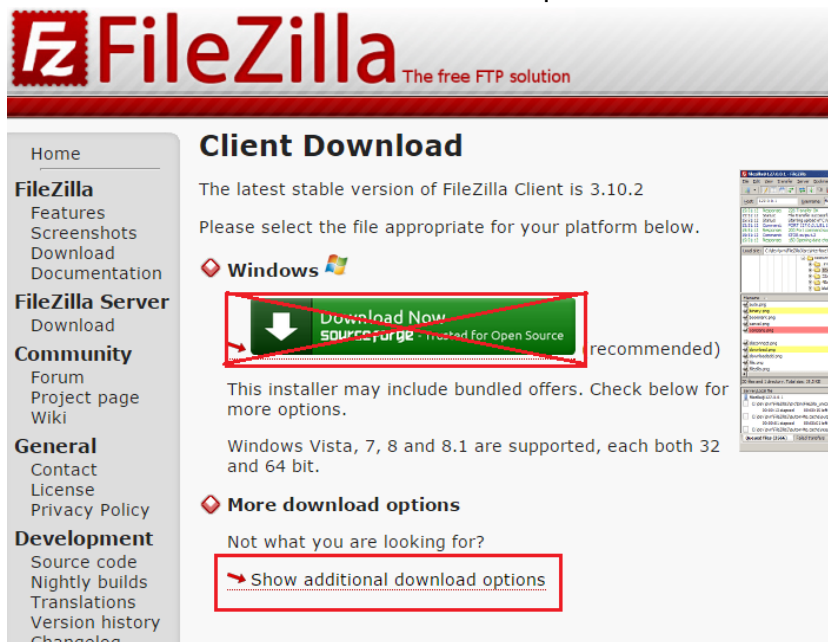 FileZilla
The free FTP solution
Home
FileZilla
Features
Screenshots
Download
Documentation
FileZilla Server
Download
Community
Forum
Project page
Wiki
General
Contact
License
Privacy Policy
Development
Source code
Nightly builds
Translations
Version history
Changelog
Client Download
The latest stable version of FileZilla Client is 3.10.2
Please select the file appropriate for your platform below.
Windows
Download Now
sourceforge - Trusted for Open Source
(recommended)
This installer may include bundled offers. Check below for
more options.
Windows Vista, 7, 8 and 8.1 are supported, each both 32
and 64 bit.
More download options
Not what you are looking for?
Show additional download options